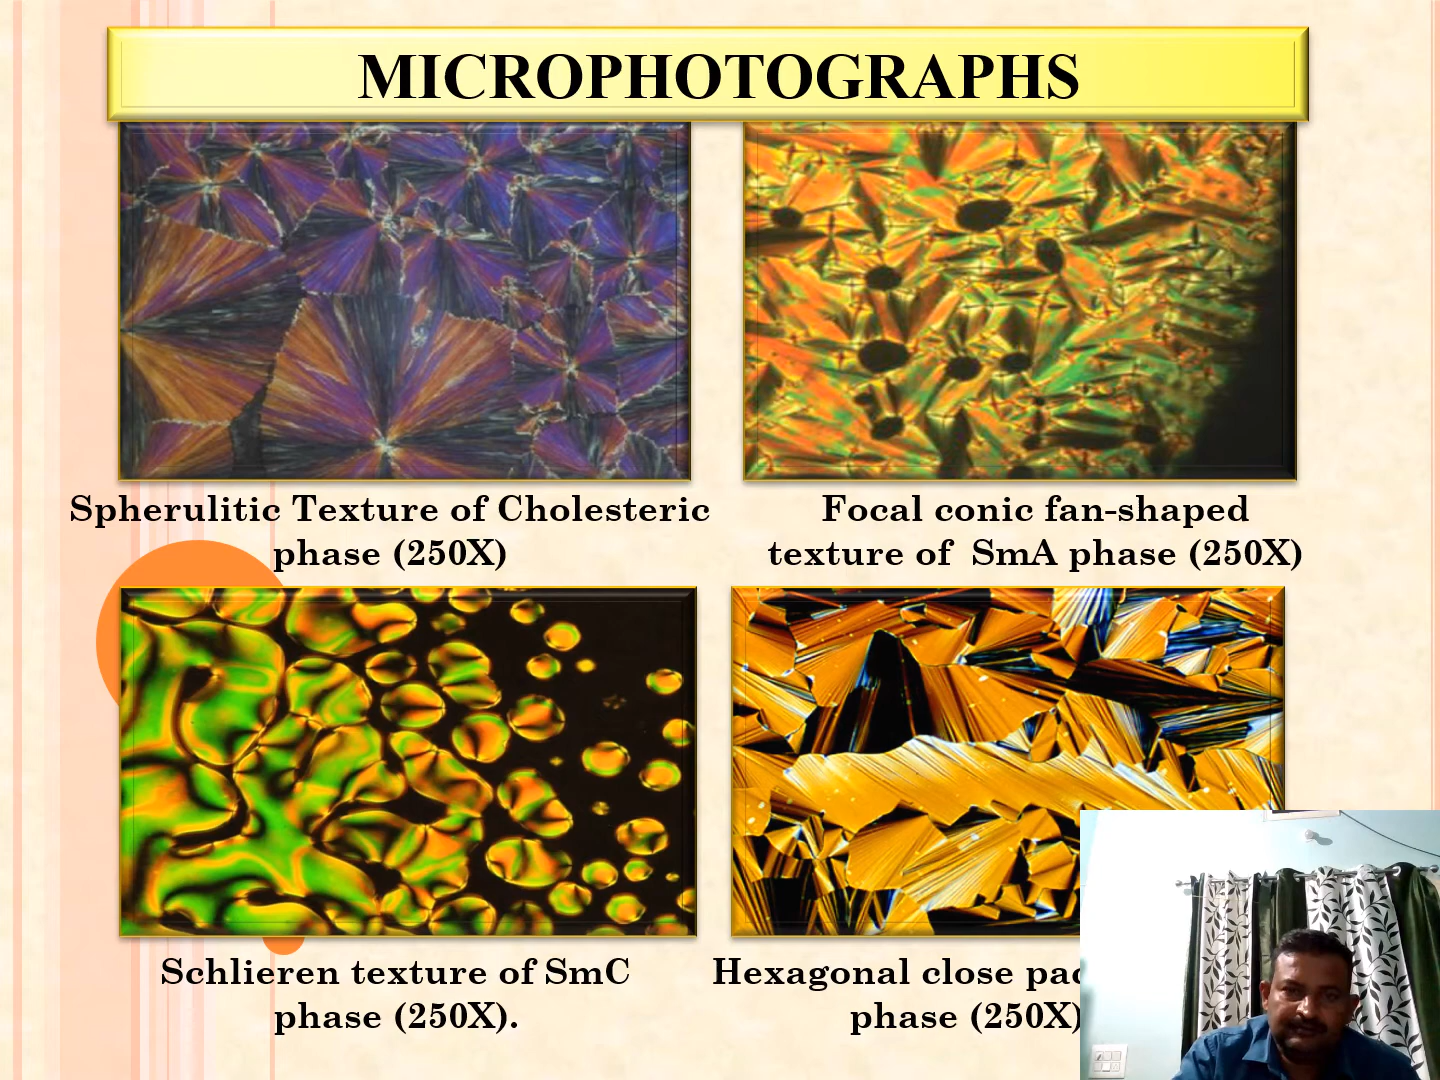 MICROPHOTOGRAPHS
Spherulitic Texture of Cholesteric
phase (250X)
Focal conic fan-shaped
texture of SmA phase (250X)
Schlieren texture of SmC
phase (250X).
Hexagonal close
phase (250X)